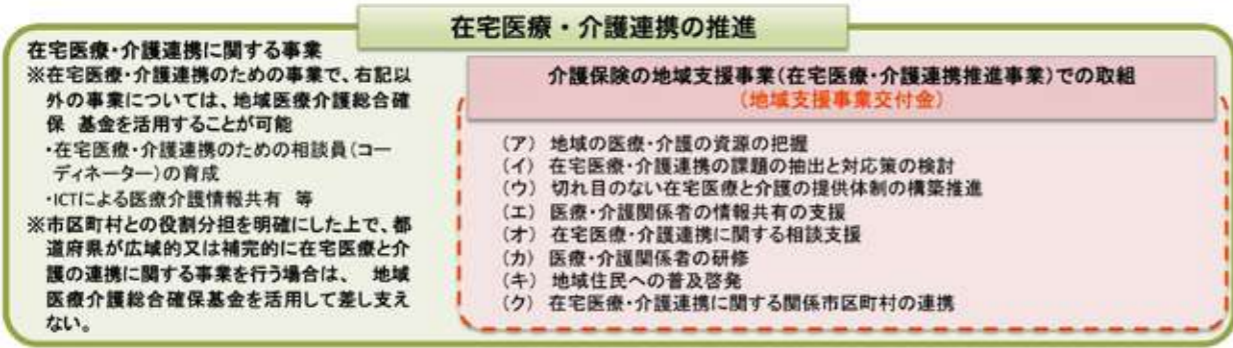 在宅医療・介護連携の推進
在宅医療・介護連携に関する事業
※在宅医療・介護連携のための事業で、右記以
外の事業については、地域医療介護総合確
保 基金を活用することが可能
・在宅医療・介護連携のための相談員(コー
ディネーター)の育成
・ICTによる医療介護情報共有 等
※市区町村との役割分担を明確にした上で、都
道府県が広域的又は補完的に在宅医療と介
護の連携に関する事業を行う場合は、 地域
医療介護総合確保基金を活用して差し支え
ない。
介護保険の地域支援事業(在宅医療・介護連携推進事業)での取組
(地域支援事業交付金)
(ア) 地域の医療・介護の資源の把握
(イ) 在宅医療・介護連携の課題の抽出と対応策の検討
(ウ) 切れ目のない在宅医療と介護の提供体制の構築推進
(エ) 医療・介護関係者の情報共有の支援
(オ) 在宅医療・介護連携に関する相談支援
(カ) 医療・介護関係者の研修
(キ) 地域住民への普及啓発
(ク) 在宅医療・介護連携に関する関係市区町村の連携